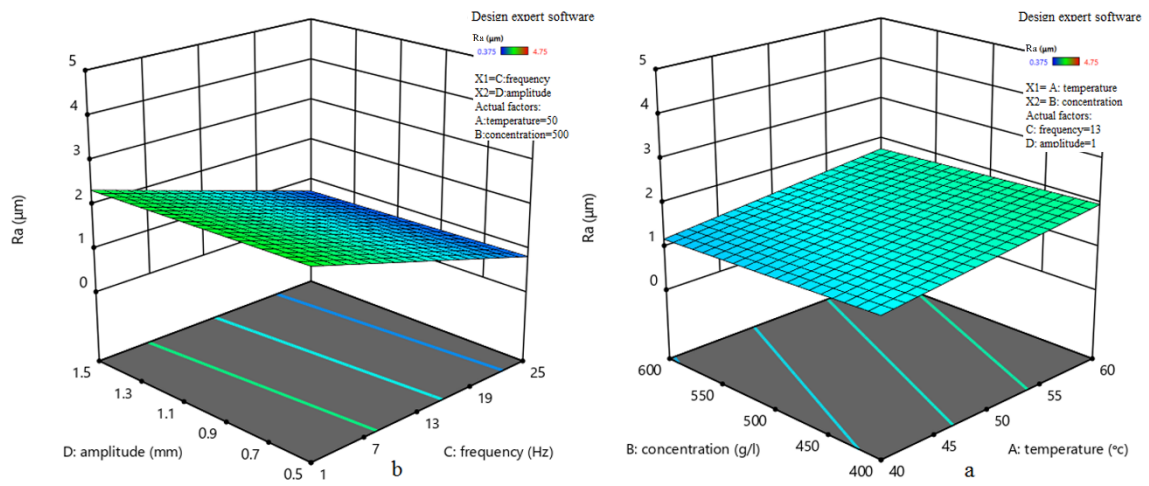 Design expert software
Ra (μm)
0.375 4.75
X1=C:frequency
X2=D:amplitude
Actual factors:
A:temperature=50
B:concentration=500
5
4
3
2
1
0
Ra (μm)
1.5
1.3
1.1
0.9
0.7
0.5
1
7
13
19
25
D: amplitude (mm)
C: frequency (Hz)
b
Design expert software
Ra (μm)
0.375 4.75
X1= A: temperature
X2= B: concentration
Actual factors:
C: frequency=13
D: amplitude=1
5
4
3
2
1
0
Ra (μm)
600
550
500
450
400
40
45
50
55
60
B: concentration (g/l)
A: temperature (°c)
a